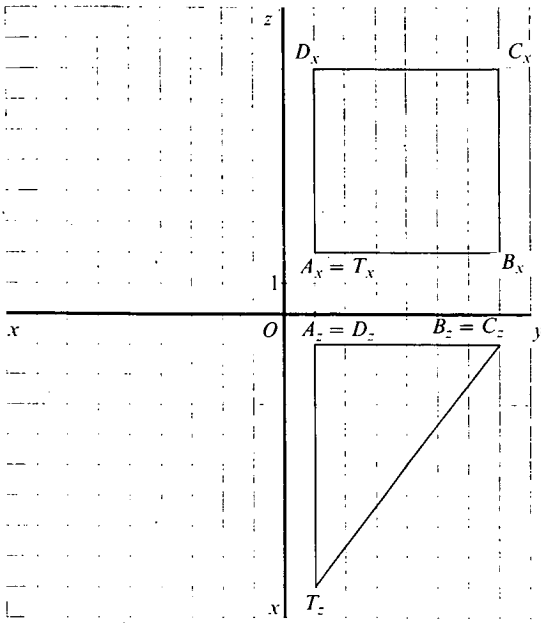 z
D_x C_x
A_x = T_x B_x
1
x O A_z = D_z B_z = C_z y
x T_z